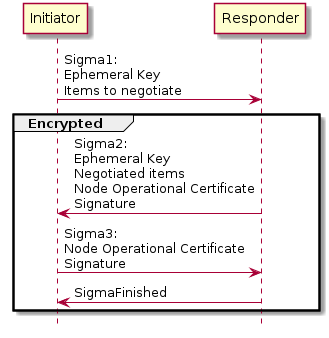 Initiator
Responder
Sigma1:
Ephemeral Key
Items to negotiate
Encrypted
Sigma2:
Ephemeral Key
Negotiated items
Node Operational Certificate
Signature
Sigma3:
Node Operational Certificate
Signature
SigmaFinished